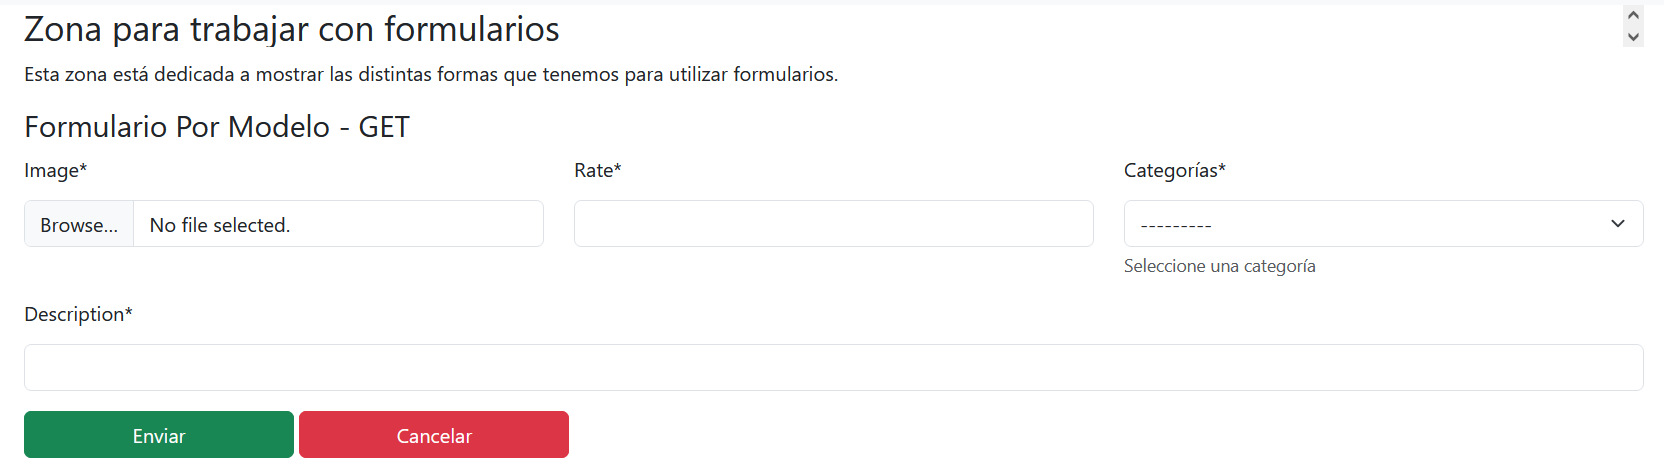 Zona para trabajar con formularios
Esta zona está dedicada a mostrar las distintas formas que tenemos para utilizar formularios.
Formulario Por Modelo - GET
Image*
Rate*
Categorías*
Browse... No file selected.
---------
Seleccione una categoría
Description*
Enviar
Cancelar